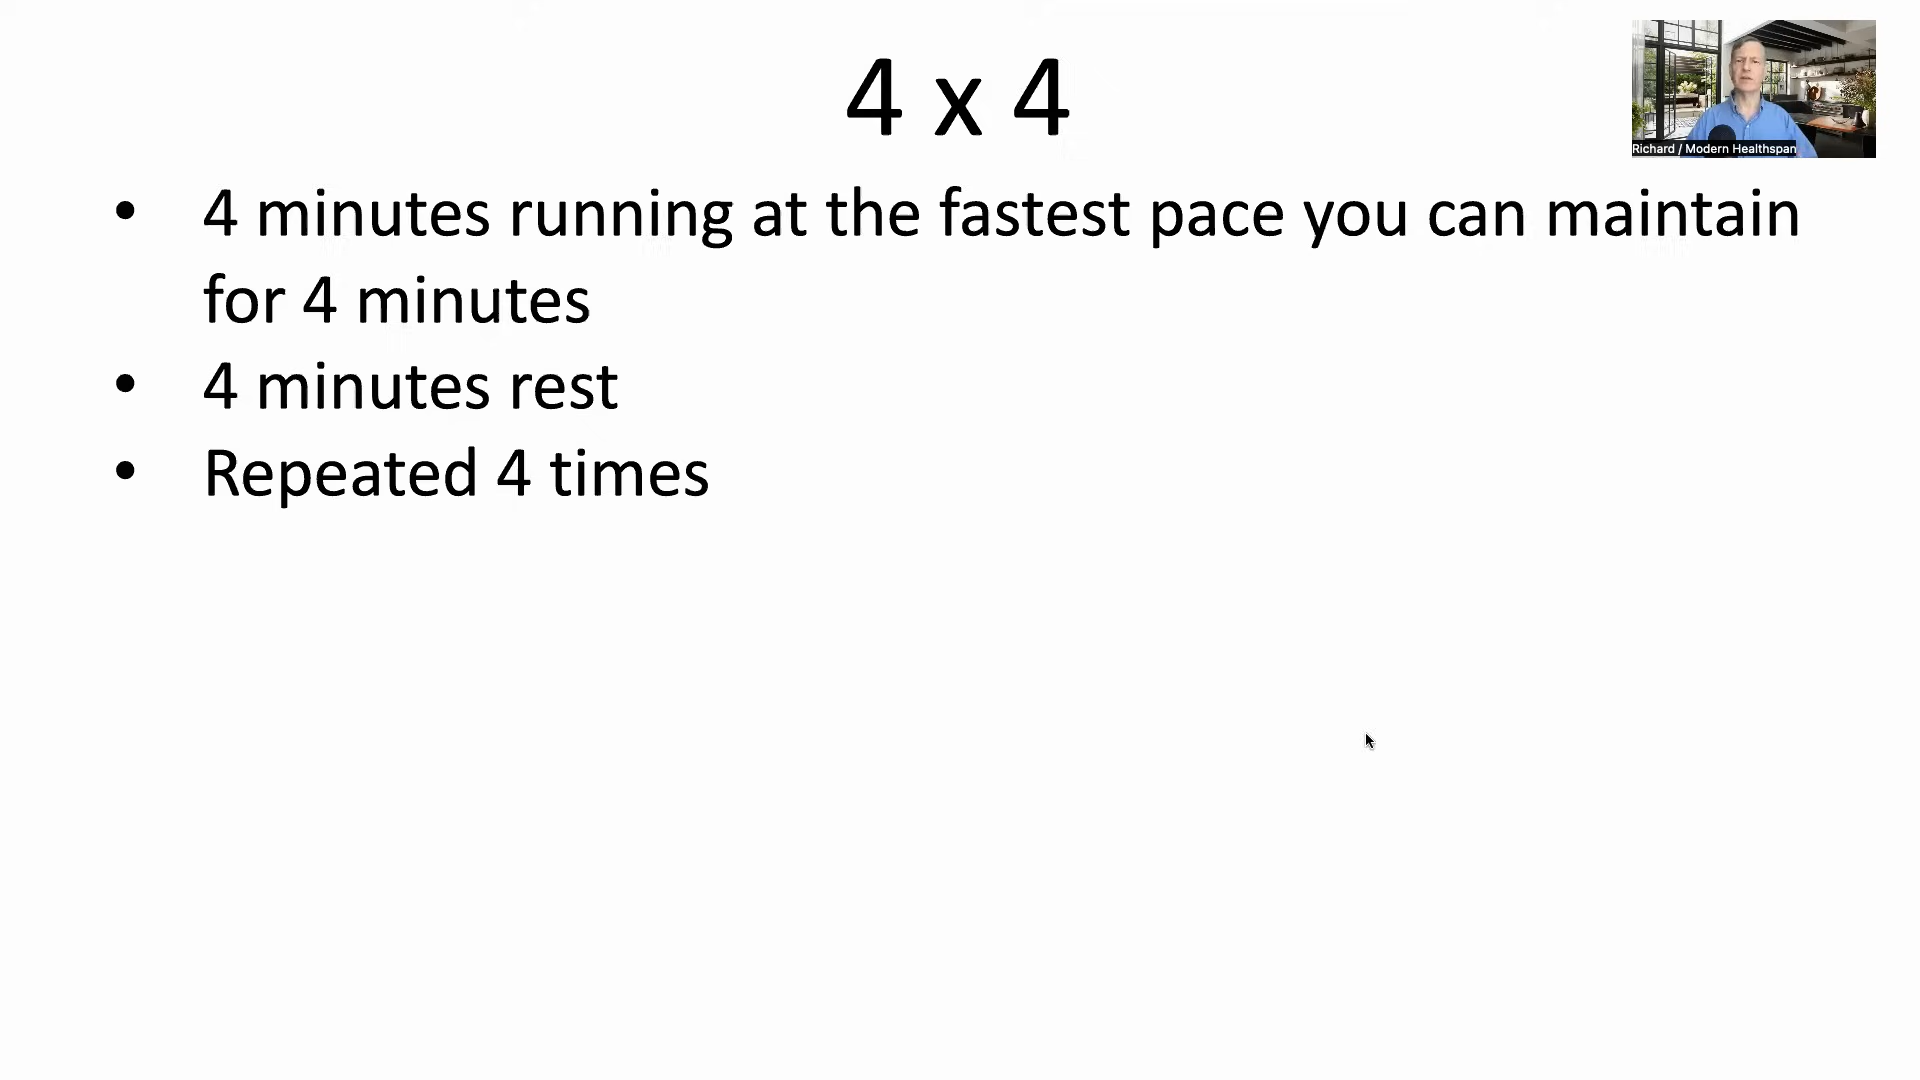 4 x 4
Richard / Modern Healthspan
• 4 minutes running at the fastest pace you can maintain
for 4 minutes
• 4 minutes rest
• Repeated 4 times